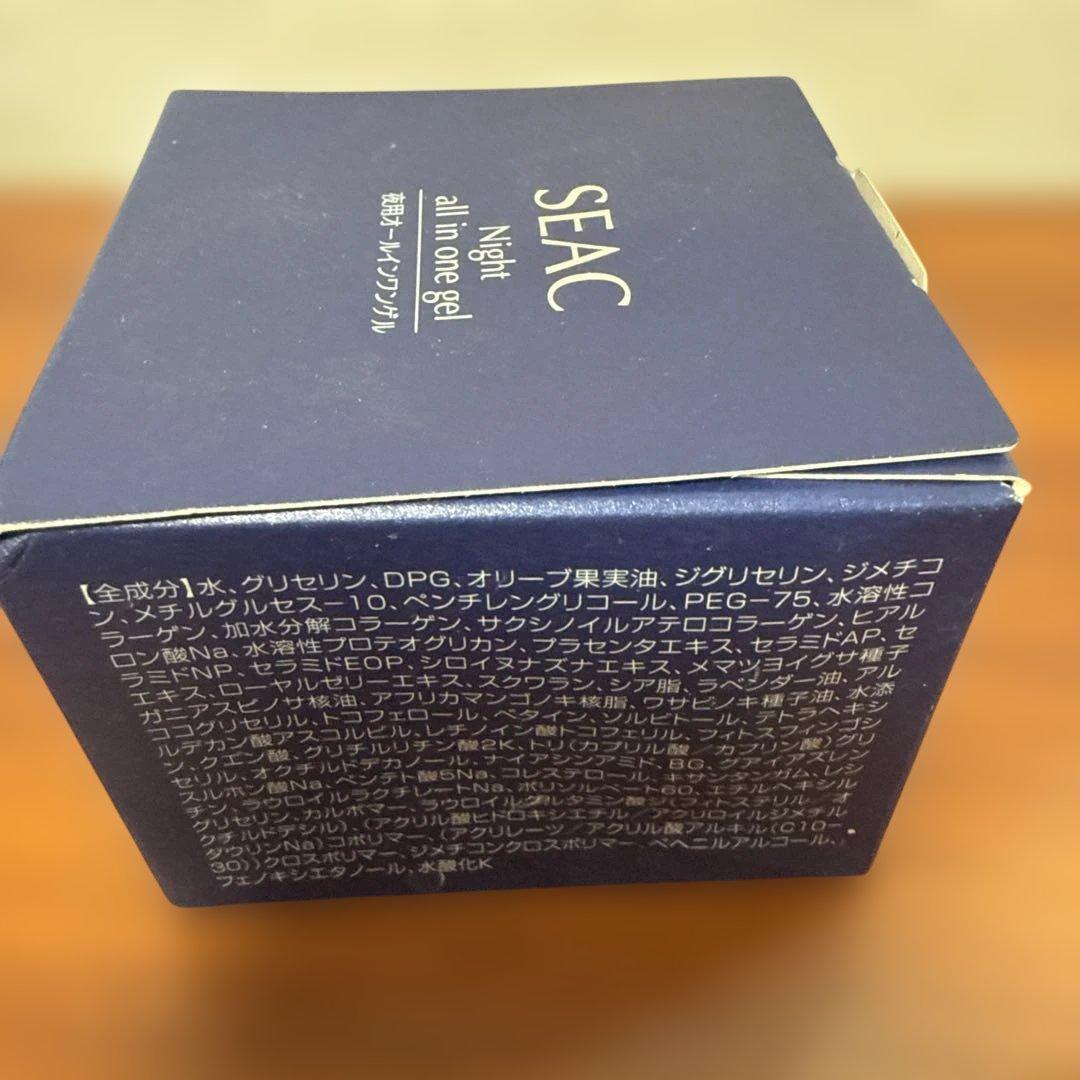 SEAC
Night
all in one gel
夜用オールインワンゲル
【全成分】水、グリセリン、DPG、オリーブ果実油、ジグリセリン、ジメチコ
ン、メチルグルセス-10、ペンチレングリコール、PEG-75、水溶性コ
ラーゲン、加水分解コラーゲン、サクシノイルアテロコラーゲン、ヒアル
ロン酸Na、水溶性プロテオグリカン、プラセンタエキス、セラミドAP、セ
ラミドNP、セラミドEOP、シロイヌナズナエキス、メマツヨイグサ種子
エキス、ローヤルゼリーエキス、スクワラン、シア脂、ラベンダー油、アル
ガニアスピノサ核油、アフリカマンゴノキ核脂、ワサビノキ種子油、水添
ココグリセリル、トコフェロール、ベタイン、ソルビトール、テトラヘキシ
ルデカン酸アスコルビル、レチノイン酸トコフェリル、フィトスフィンゴシ
ン、クエン酸、グリチルリチン酸2K、トリ(カプリル酸/カプリン酸)グリ
セリル、オクチルドデカノール、ナイアシンアミド、BG、グアイアズレン
スルホン酸Na、ペンテト酸5Na、コレステロール、キサンタンガム、レシ
チン、ラウロイルラクチレートNa、ポリソルベート60、エチルヘキシル
グリセリン、カルボマー、ラウロイルグルタミン酸ジ(フィトステリル/オ
クチルドデシル)、(アクリル酸ヒドロキシエチル/アクリロイルジメチル
タウリンNa)コポリマー、(アクリレーツ/アクリル酸アルキル(C10-
30))クロスポリマー、ジメチコンクロスポリマー、ベヘニルアルコール、
フェノキシエタノール、水酸化K